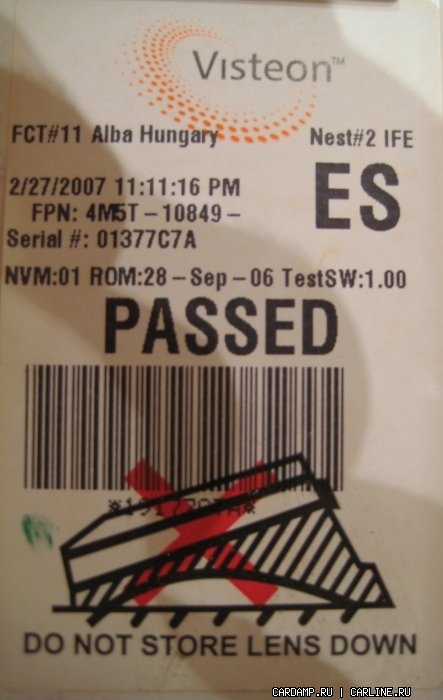 Visteon™
FCT#11 Alba Hungary Nest#2 IFE
ES
2/27/2007 11:11:16 PM
FPN: 4M5T-10849-
Serial #: 01377C7A
NVM:01 ROM:28-Sep-06 TestSW:1.00
PASSED
DO NOT STORE LENS DOWN
CARDAMP.RU | CARLINE.RU